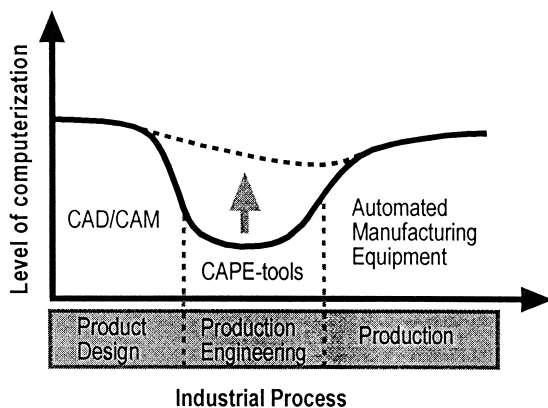 Level of computerization
CAD/CAM
CAPE-tools
Automated
Manufacturing
Equipment
Product
Design
Production
Engineering
Production
Industrial Process